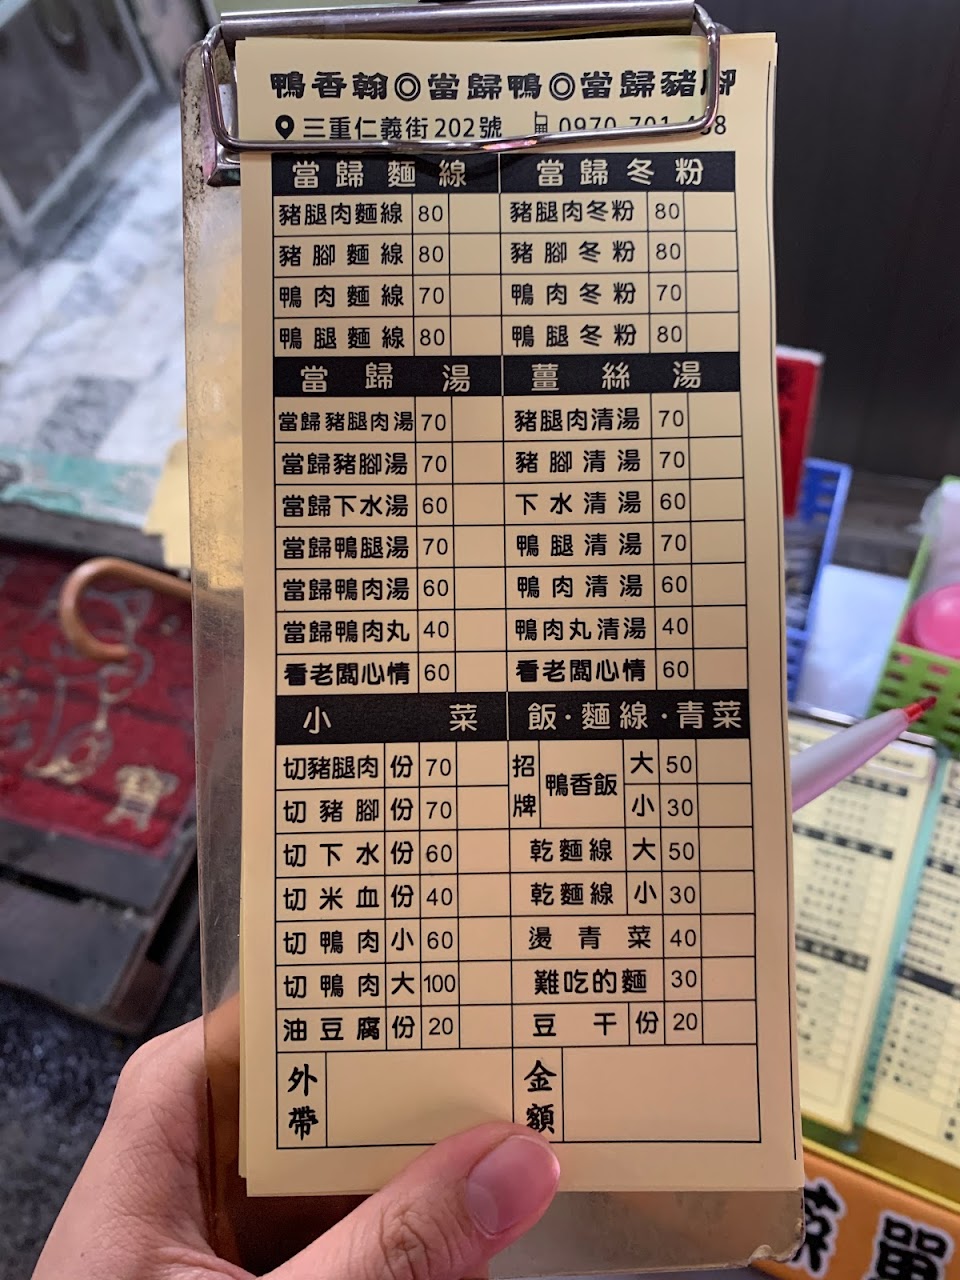 鴨香翰◎當歸鴨◎當歸豬腳
三重仁義街202號 0970-701-
當歸麵線 當歸冬粉
豬腿肉麵線 80 豬腿肉冬粉 80
豬腳麵線 80 豬腳冬粉 80
鴨肉麵線 70 鴨肉冬粉 70
鴨腿麵線 80 鴨腿冬粉 80
當歸湯 薑絲湯
當歸豬腿肉湯 70 豬腿肉清湯 70
當歸豬腳湯 70 豬腳清湯 70
當歸下水湯 60 下水清湯 60
當歸鴨腿湯 70 鴨腿清湯 70
當歸鴨肉湯 60 鴨肉清湯 60
當歸鴨肉丸 40 鴨肉丸清湯 40
看老闆心情 60 看老闆心情 60
小菜 飯·麵線·青菜
切豬腿肉 份 70 招牌 鴨香飯 大 50
切豬腳 份 70 小 30
切下水 份 60 乾麵線 大 50
切米血 份 40 乾麵線 小 30
切鴨肉 小 60 燙青菜 40
切鴨肉 大 100 難吃的麵 30
油豆腐 份 20 豆干 份 20
外帶 金額
菜單
寶